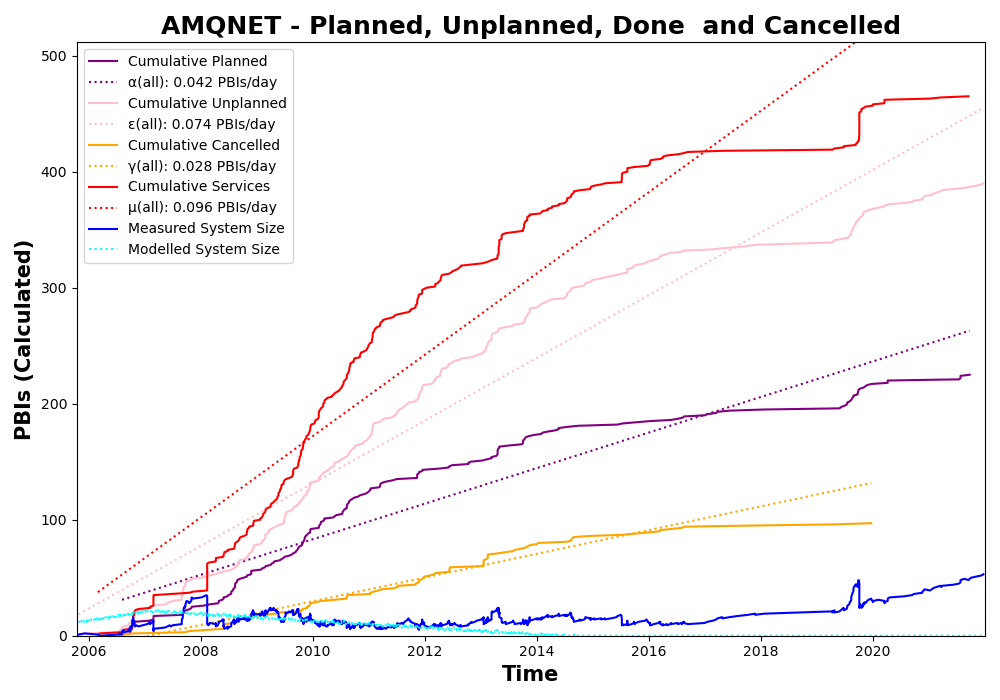 AMQNET - Planned, Unplanned, Done  and Cancelled
Cumulative Planned
α(all): 0.042 PBIs/day
Cumulative Unplanned
ε(all): 0.074 PBIs/day
Cumulative Cancelled
γ(all): 0.028 PBIs/day
Cumulative Services
μ(all): 0.096 PBIs/day
Measured System Size
Modelled System Size
PBIs (Calculated)
500
400
300
200
100
0
2006 2008 2010 2012 2014 2016 2018 2020
Time